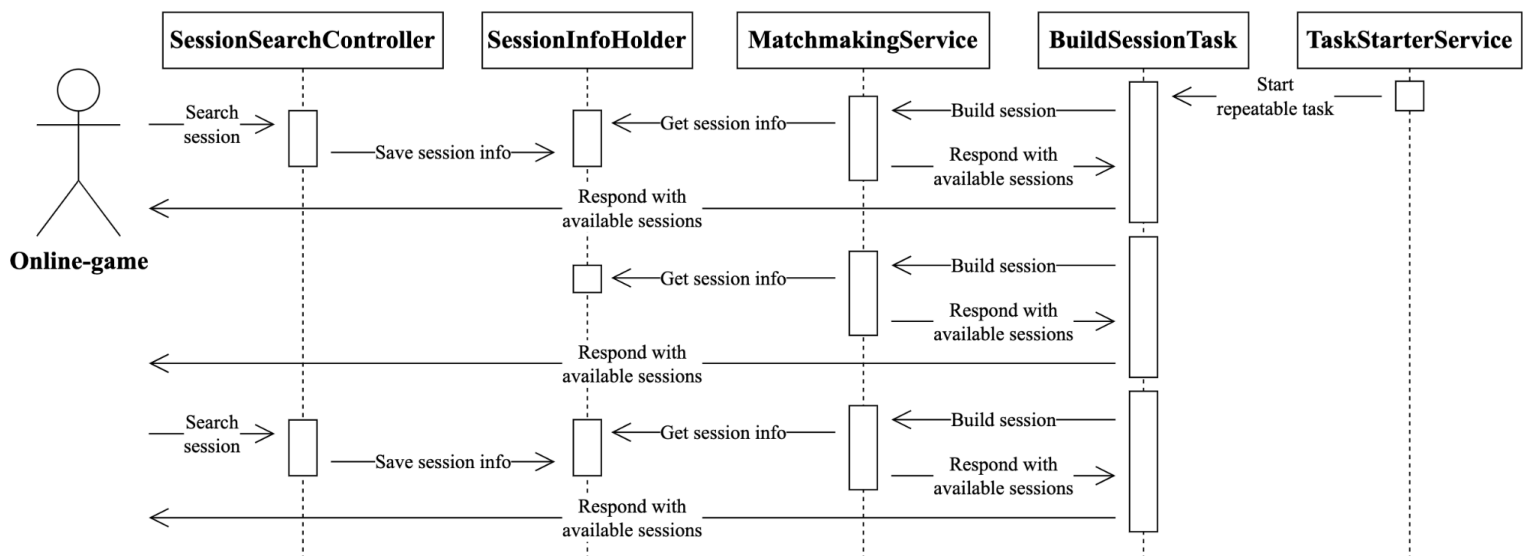 SessionSearchController
SessionInfoHolder
MatchmakingService
BuildSessionTask
TaskStarterService
Online-game
Start
repeatable task
Search
session
Build session
Get session info
Save session info
Respond with
available sessions
Respond with
available sessions
Build session
Get session info
Respond with
available sessions
Respond with
available sessions
Search
session
Build session
Get session info
Save session info
Respond with
available sessions
Respond with
available sessions